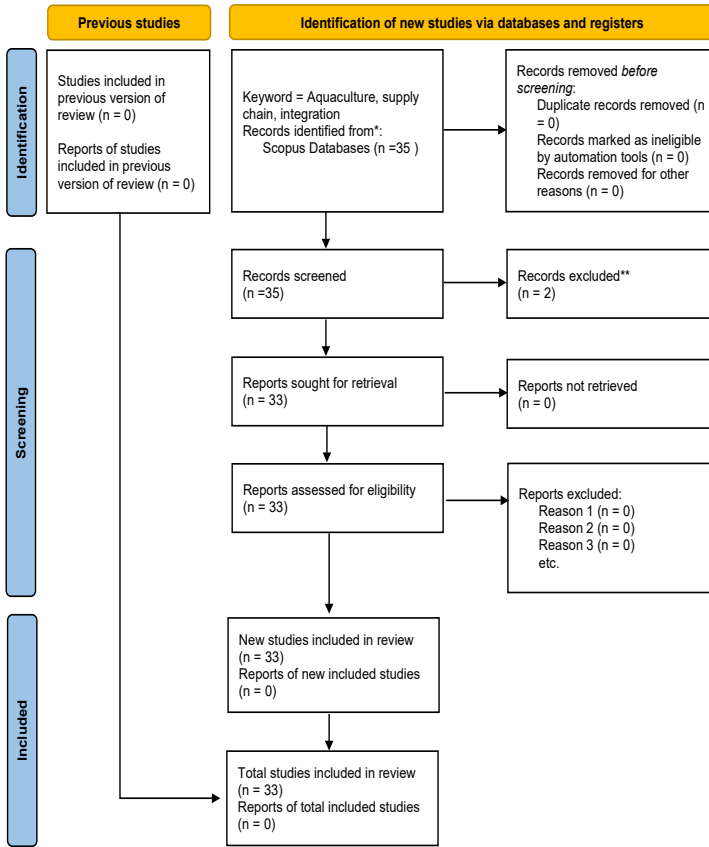 Previous studies
Identification of new studies via databases and registers
Identification
Studies included in
previous version of
review (n = 0)
Reports of studies
included in previous
version of review (n = 0)
Keyword = Aquaculture, supply
chain, integration
Records identified from*:
Scopus Databases (n =35 )
Records removed before
screening:
Duplicate records removed (n
= 0)
Records marked as ineligible
by automation tools (n = 0)
Records removed for other
reasons (n = 0)
Screening
Records screened
(n =35)
Records excluded**
(n = 2)
Reports sought for retrieval
(n = 33)
Reports not retrieved
(n = 0)
Reports assessed for eligibility
(n = 33)
Reports excluded:
Reason 1 (n = 0)
Reason 2 (n = 0)
Reason 3 (n = 0)
etc.
Included
New studies included in review
(n = 33)
Reports of new included studies
(n = 0)
Total studies included in review
(n = 33)
Reports of total included studies
(n = 0)